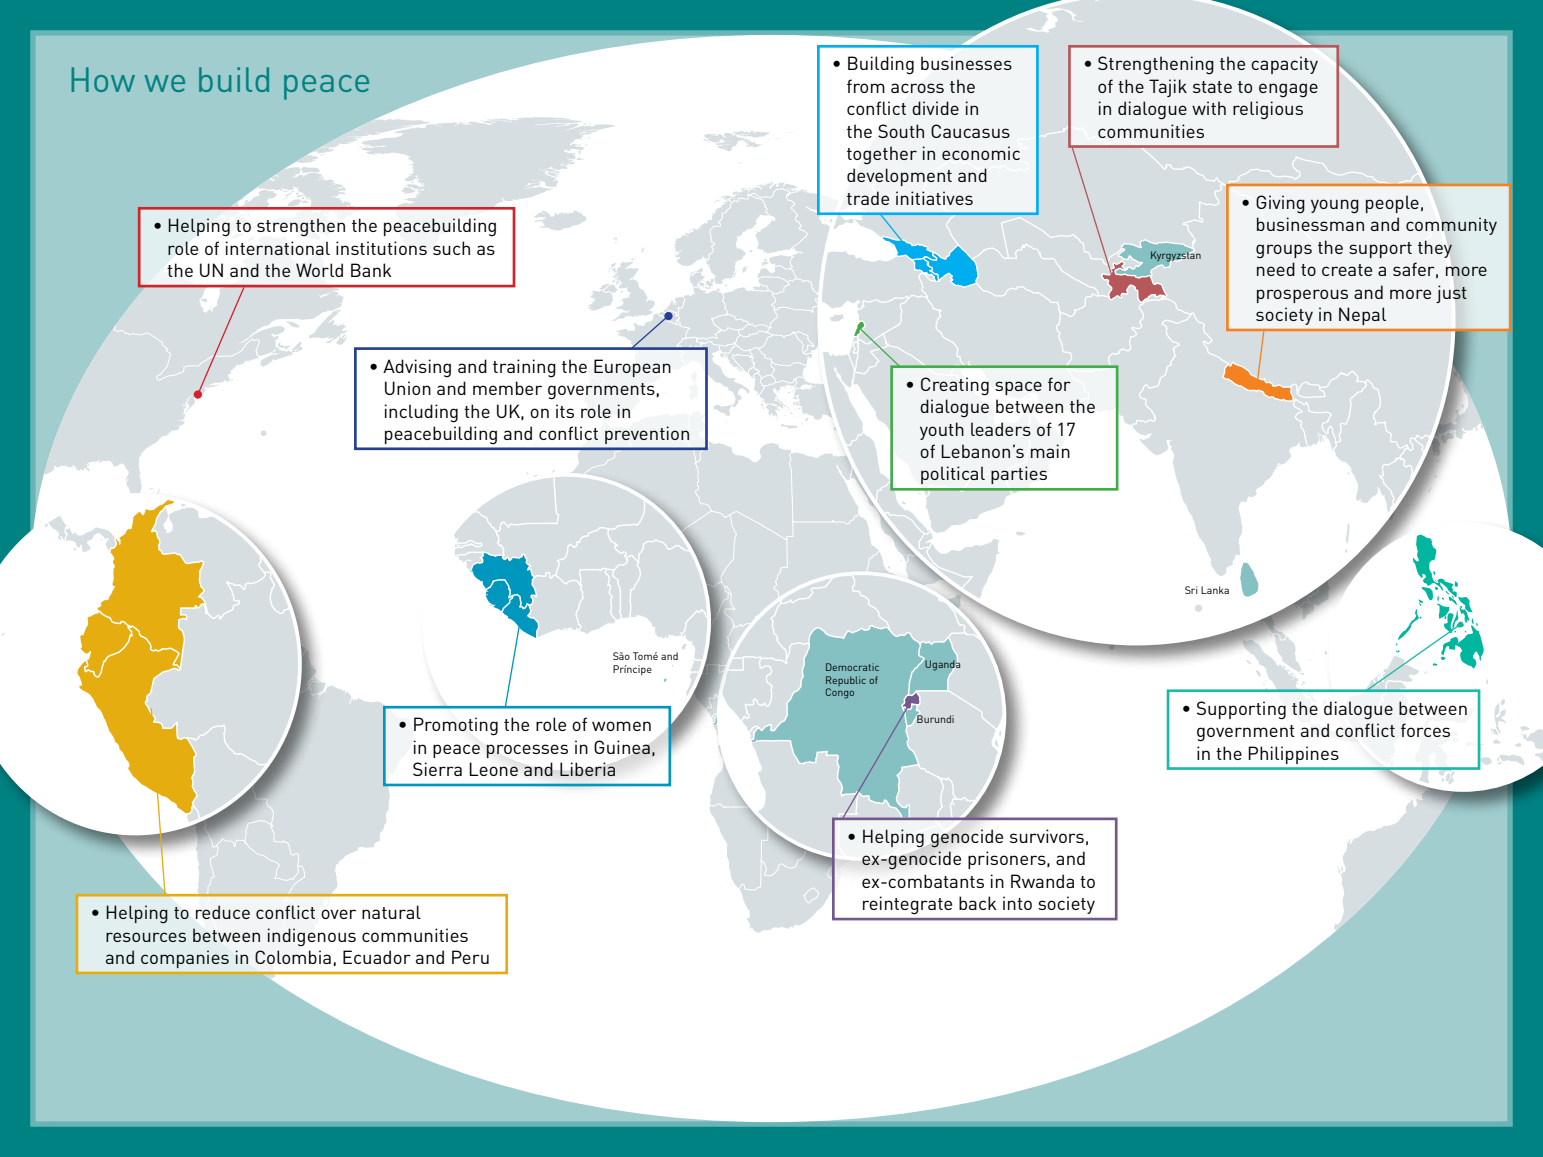 How we build peace
• Building businesses
from across the
conflict divide in
the South Caucasus
together in economic
development and
trade initiatives
• Strengthening the capacity
of the Tajik state to engage
in dialogue with religious
communities
• Giving young people,
businessman and community
groups the support they
need to create a safer, more
prosperous and more just
society in Nepal
• Helping to strengthen the peacebuilding
role of international institutions such as
the UN and the World Bank
Kyrgyzslan
• Advising and training the European
Union and member governments,
including the UK, on its role in
peacebuilding and conflict prevention
• Creating space for
dialogue between the
youth leaders of 17
of Lebanon's main
political parties
Sri Lanka
São Tomé and
Príncipe
Democratic
Republic of
Congo
Uganda
Burundi
• Promoting the role of women
in peace processes in Guinea,
Sierra Leone and Liberia
• Supporting the dialogue between
government and conflict forces
in the Philippines
• Helping genocide survivors,
ex-genocide prisoners, and
ex-combatants in Rwanda to
reintegrate back into society
• Helping to reduce conflict over natural
resources between indigenous communities
and companies in Colombia, Ecuador and Peru